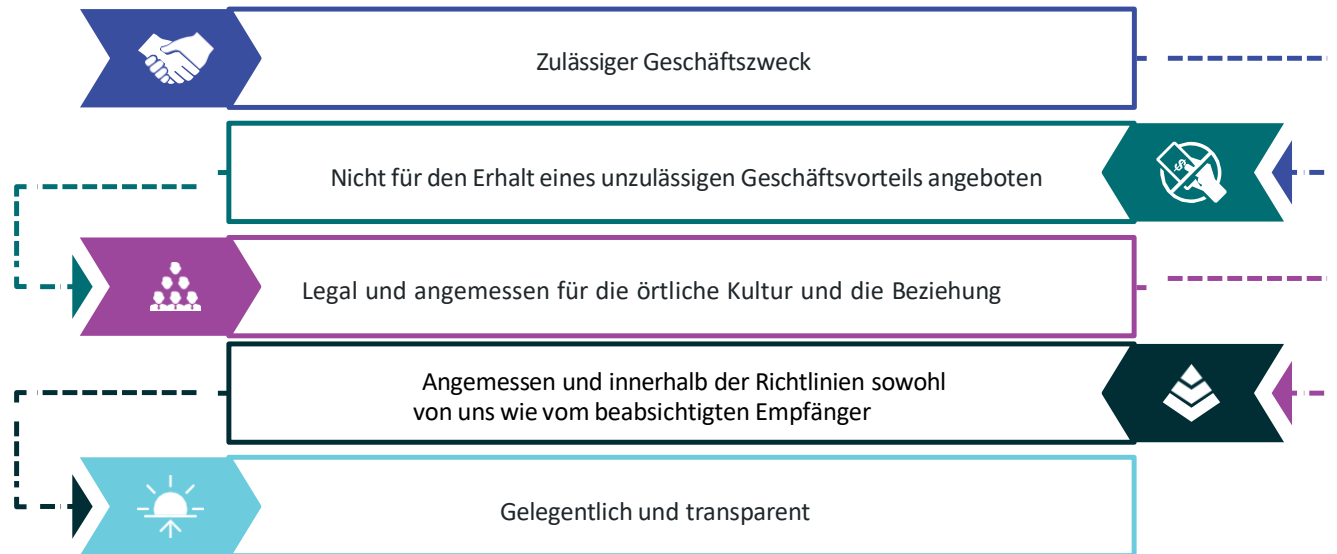 Zulässiger Geschäftszweck
Nicht für den Erhalt eines unzulässigen Geschäftsvorteils angeboten
Legal und angemessen für die örtliche Kultur und die Beziehung
Angemessen und innerhalb der Richtlinien sowohl
von uns wie vom beabsichtigten Empfänger
Gelegentlich und transparent